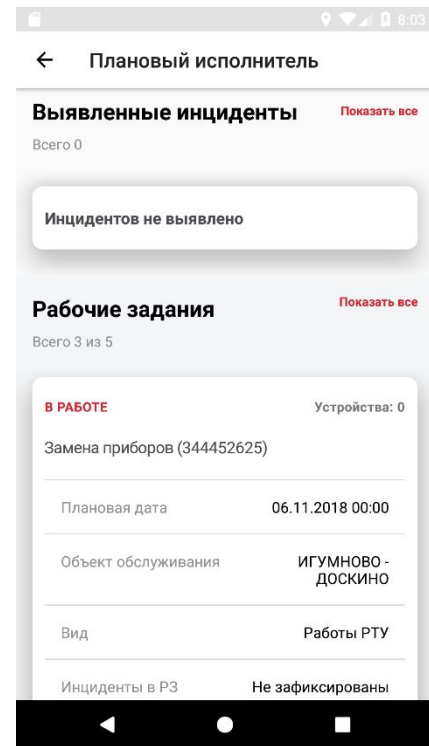 8:03
Плановый исполнитель
Выявленные инциденты Показать все
Всего 0
Инцидентов не выявлено
Рабочие задания Показать все
Всего 3 из 5
В РАБОТЕ Устройства: 0
Замена приборов (344452625)
Плановая дата 06.11.2018 00:00
Объект обслуживания ИГУМНОВО -
ДОСКИНО
Вид Работы РТУ
Инциденты в РЗ Не зафиксированы